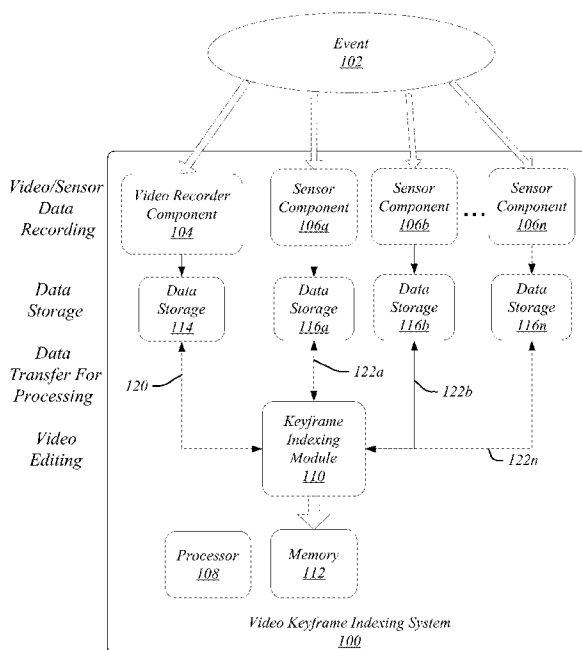 Event
102
Video/Sensor
Data
Recording
Video Recorder
Component
104
Sensor
Component
106a
Sensor
Component
106b
...
Sensor
Component
106n
Data
Storage
Data
Storage
114
Data
Storage
116a
Data
Storage
116b
Data
Storage
116n
Data
Transfer For
Processing
120
122a
122b
Video
Editing
Keyframe
Indexing
Module
110
122n
Processor
108
Memory
112
Video Keyframe Indexing System
100